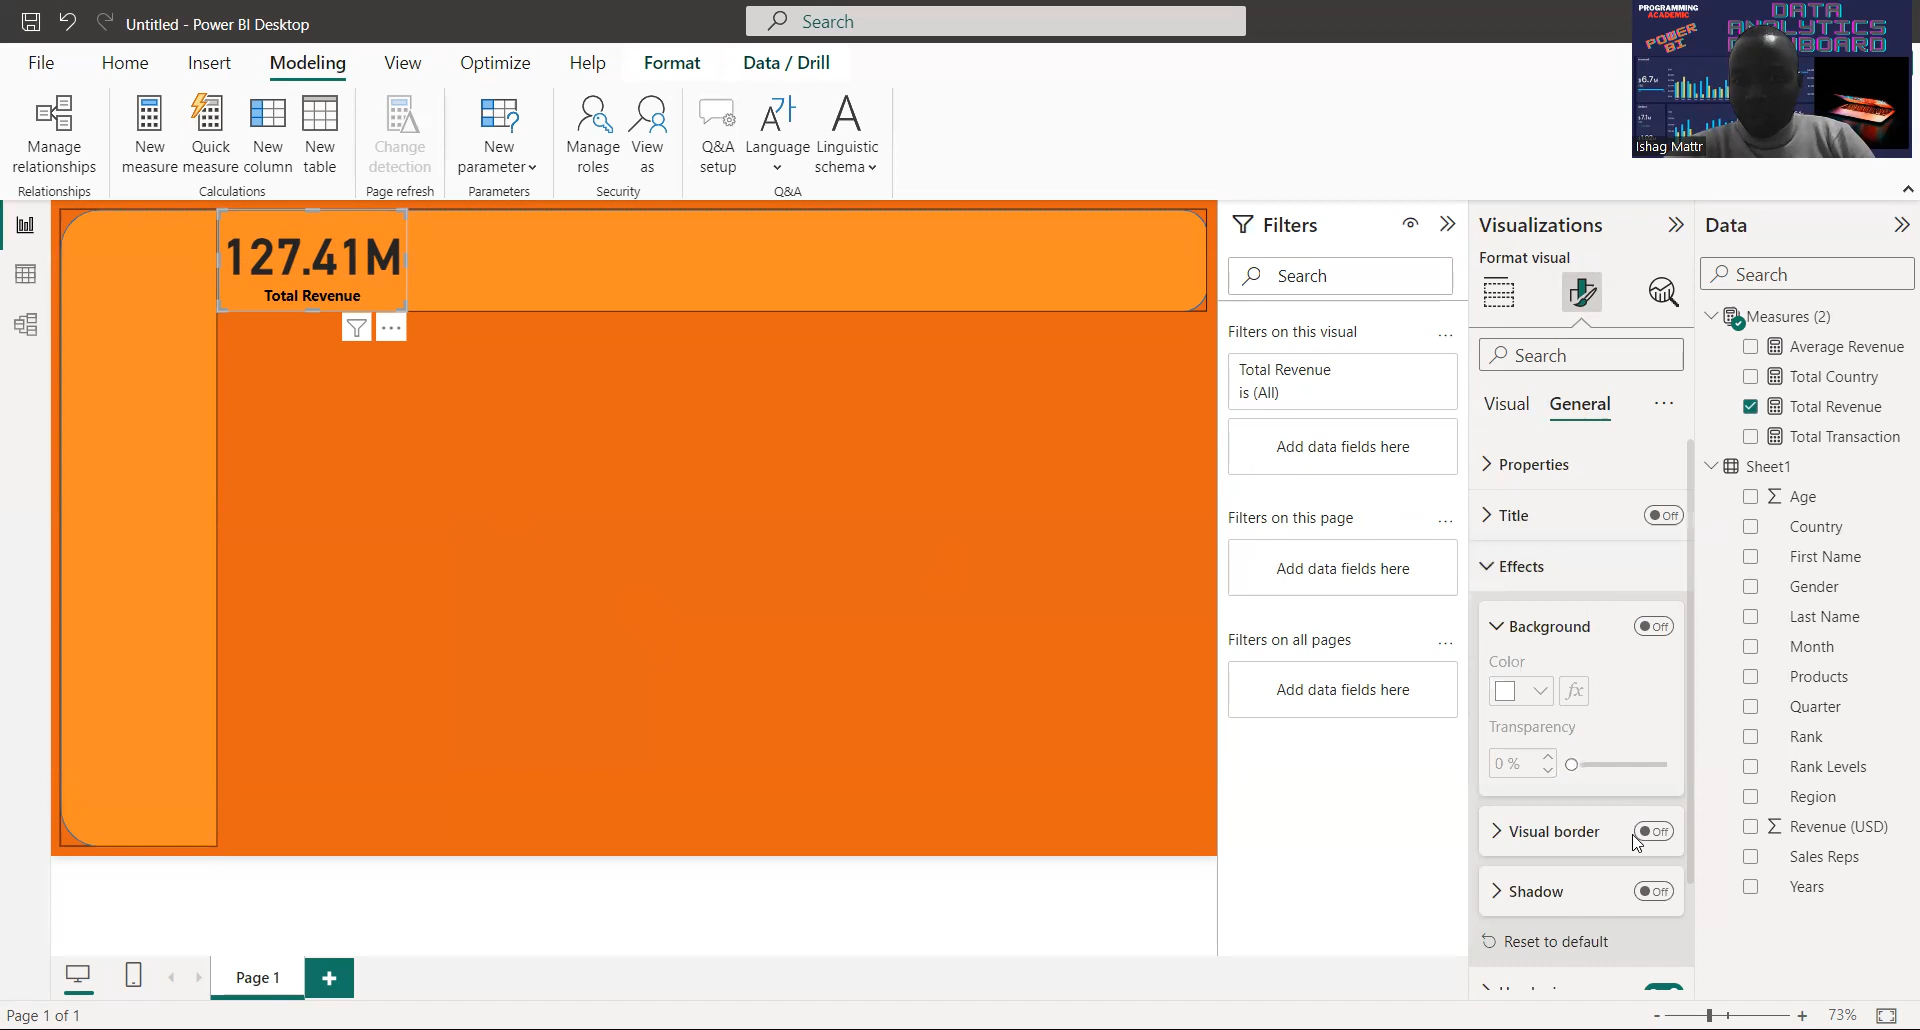 Untitled - Power BI Desktop
Search
PROGRAMMING
ACADEMIC
POWER
BI
DATA
ANALYTICS
Ishag Mattr
File Home Insert Modeling View Optimize Help Format Data / Drill
Manage
relationships
New
measure
Quick
measure
New
column
New
table
Change
detection
New
parameter
Manage
roles
View
as
Q&A
setup
Language
Linguistic
schema
Relationships
Calculations
Page refresh
Parameters
Security
Q&A
127.41M
Total Revenue
Filters
Search
Filters on this visual
...
Total Revenue
is (All)
Add data fields here
Filters on this page
...
Add data fields here
Filters on all pages
...
Add data fields here
Visualizations
Format visual
Search
Visual General ...
Properties
Title Off
Effects
Background Off
Color
fx
Transparency
0 %
Visual border Off
Shadow Off
Reset to default
Data
Search
Measures (2)
Average Revenue
Total Country
Total Revenue
Total Transaction
Sheet1
Age
Country
First Name
Gender
Last Name
Month
Products
Quarter
Rank
Rank Levels
Region
Revenue (USD)
Sales Reps
Years
Page 1
Page 1 of 1
73%